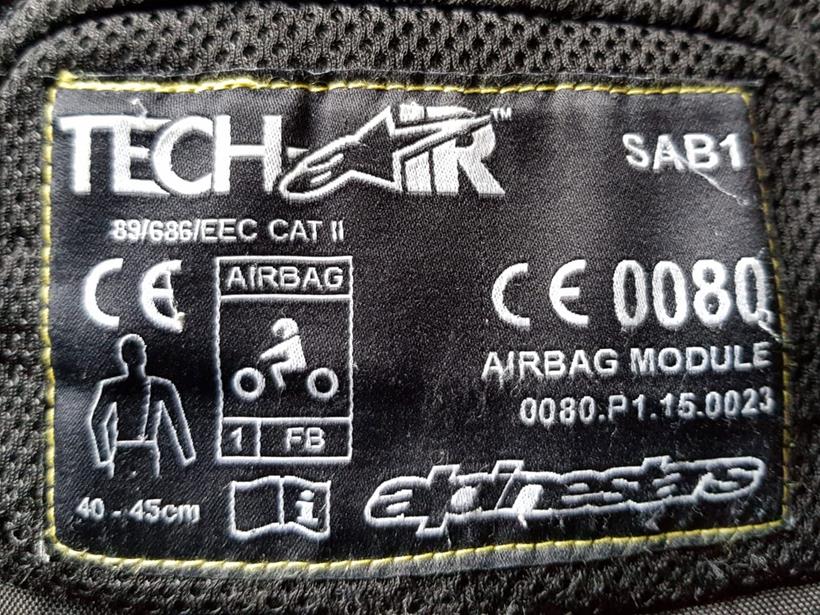 TECH-AIR™
SAB1
89/686/EEC CAT II
CE
AIRBAG
1 FB
40 - 45cm
i
CE 0080
AIRBAG MODULE
0080.P1.15.0023
alpinestars